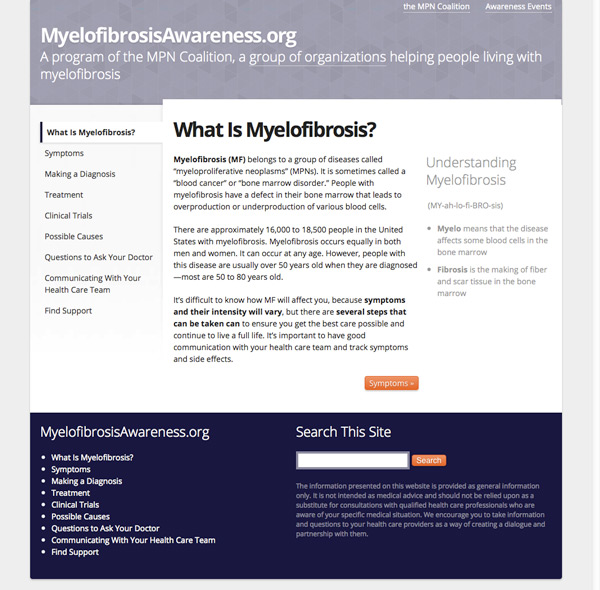 the MPN Coalition Awareness Events
MyelofibrosisAwareness.org
A program of the MPN Coalition, a group of organizations helping people living with
myelofibrosis
What Is Myelofibrosis?
Symptoms
Making a Diagnosis
Treatment
Clinical Trials
Possible Causes
Questions to Ask Your Doctor
Communicating With Your
Health Care Team
Find Support
What Is Myelofibrosis?
Myelofibrosis (MF) belongs to a group of diseases called
“myeloproliferative neoplasms” (MPNs). It is sometimes called a
“blood cancer” or “bone marrow disorder.” People with
myelofibrosis have a defect in their bone marrow that leads to
overproduction or underproduction of various blood cells.
There are approximately 16,000 to 18,500 people in the United
States with myelofibrosis. Myelofibrosis occurs equally in both
men and women. It can occur at any age. However, people with
this disease are usually over 50 years old when they are diagnosed
—most are 50 to 80 years old.
It’s difficult to know how MF will affect you, because symptoms
and their intensity will vary, but there are several steps that
can be taken can to ensure you get the best care possible and
continue to live a full life. It’s important to have good
communication with your health care team and track symptoms
and side effects.
Symptoms »
Understanding
Myelofibrosis
(MY-ah-lo-fi-BRO-sis)
• Myelo means that the disease
affects some blood cells in the
bone marrow
• Fibrosis is the making of fiber
and scar tissue in the bone
marrow
MyelofibrosisAwareness.org
• What Is Myelofibrosis?
• Symptoms
• Making a Diagnosis
• Treatment
• Clinical Trials
• Possible Causes
• Questions to Ask Your Doctor
• Communicating With Your Health Care Team
• Find Support
Search This Site
Search
The information presented on this website is provided as general information
only. It is not intended as medical advice and should not be relied upon as a
substitute for consultations with qualified health care professionals who are
aware of your specific medical situation. We encourage you to take information
and questions to your health care providers as a way of creating a dialogue and
partnership with them.